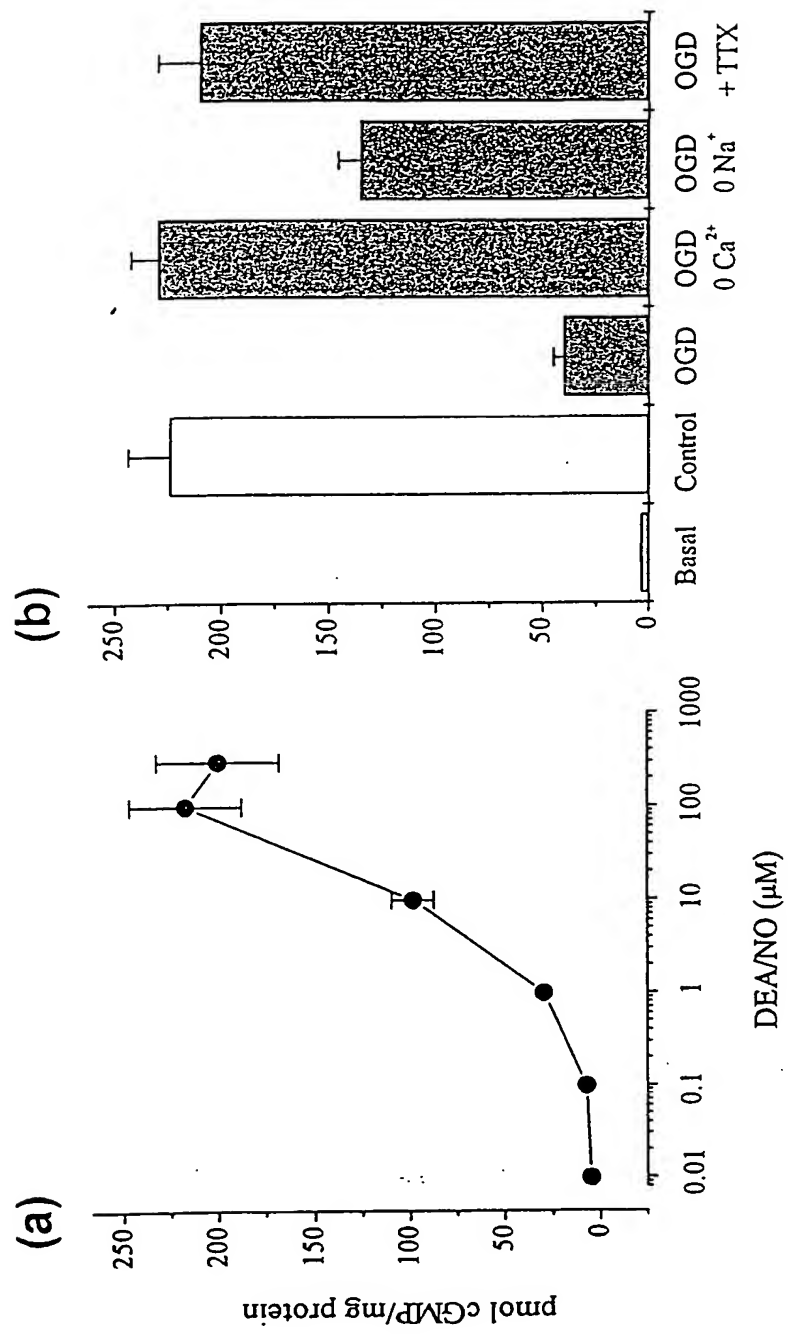 (a)
pmol cGMP/mg protein
250
200
150
100
50
0
0.01 0.1 1 10 100 1000
DEA/NO (μM)
(b)
250
200
150
100
50
0
Basal Control OGD OGD OGD OGD
0 Ca²⁺ 0 Na⁺ + TTX